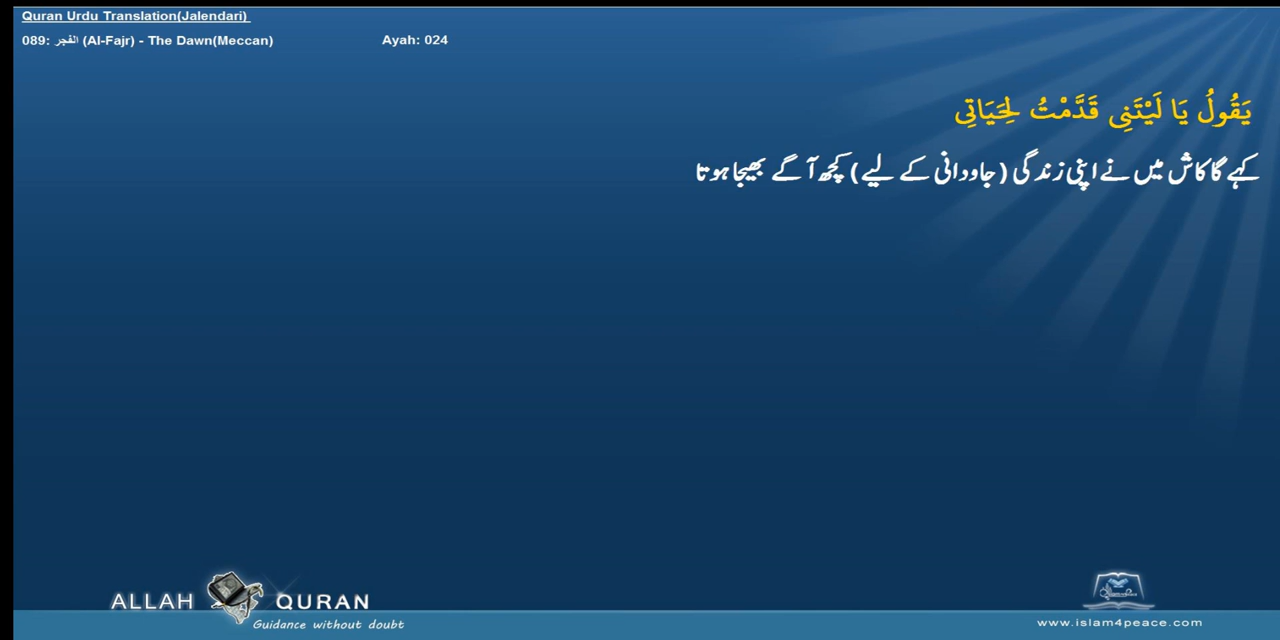 Quran Urdu Translation(Jalendari)
089: الفجر (Al-Fajr) - The Dawn(Meccan) Ayah: 024
يَقُولُ يَا لَيْتَنِي قَدَّمْتُ لِحَيَاتِي
کہے گا کاش میں نے اپنی زندگی (جاودانی کے لیے) کچھ آگے بھیجا ہوتا
ALLAH QURAN
Guidance without doubt
www.islam4peace.com